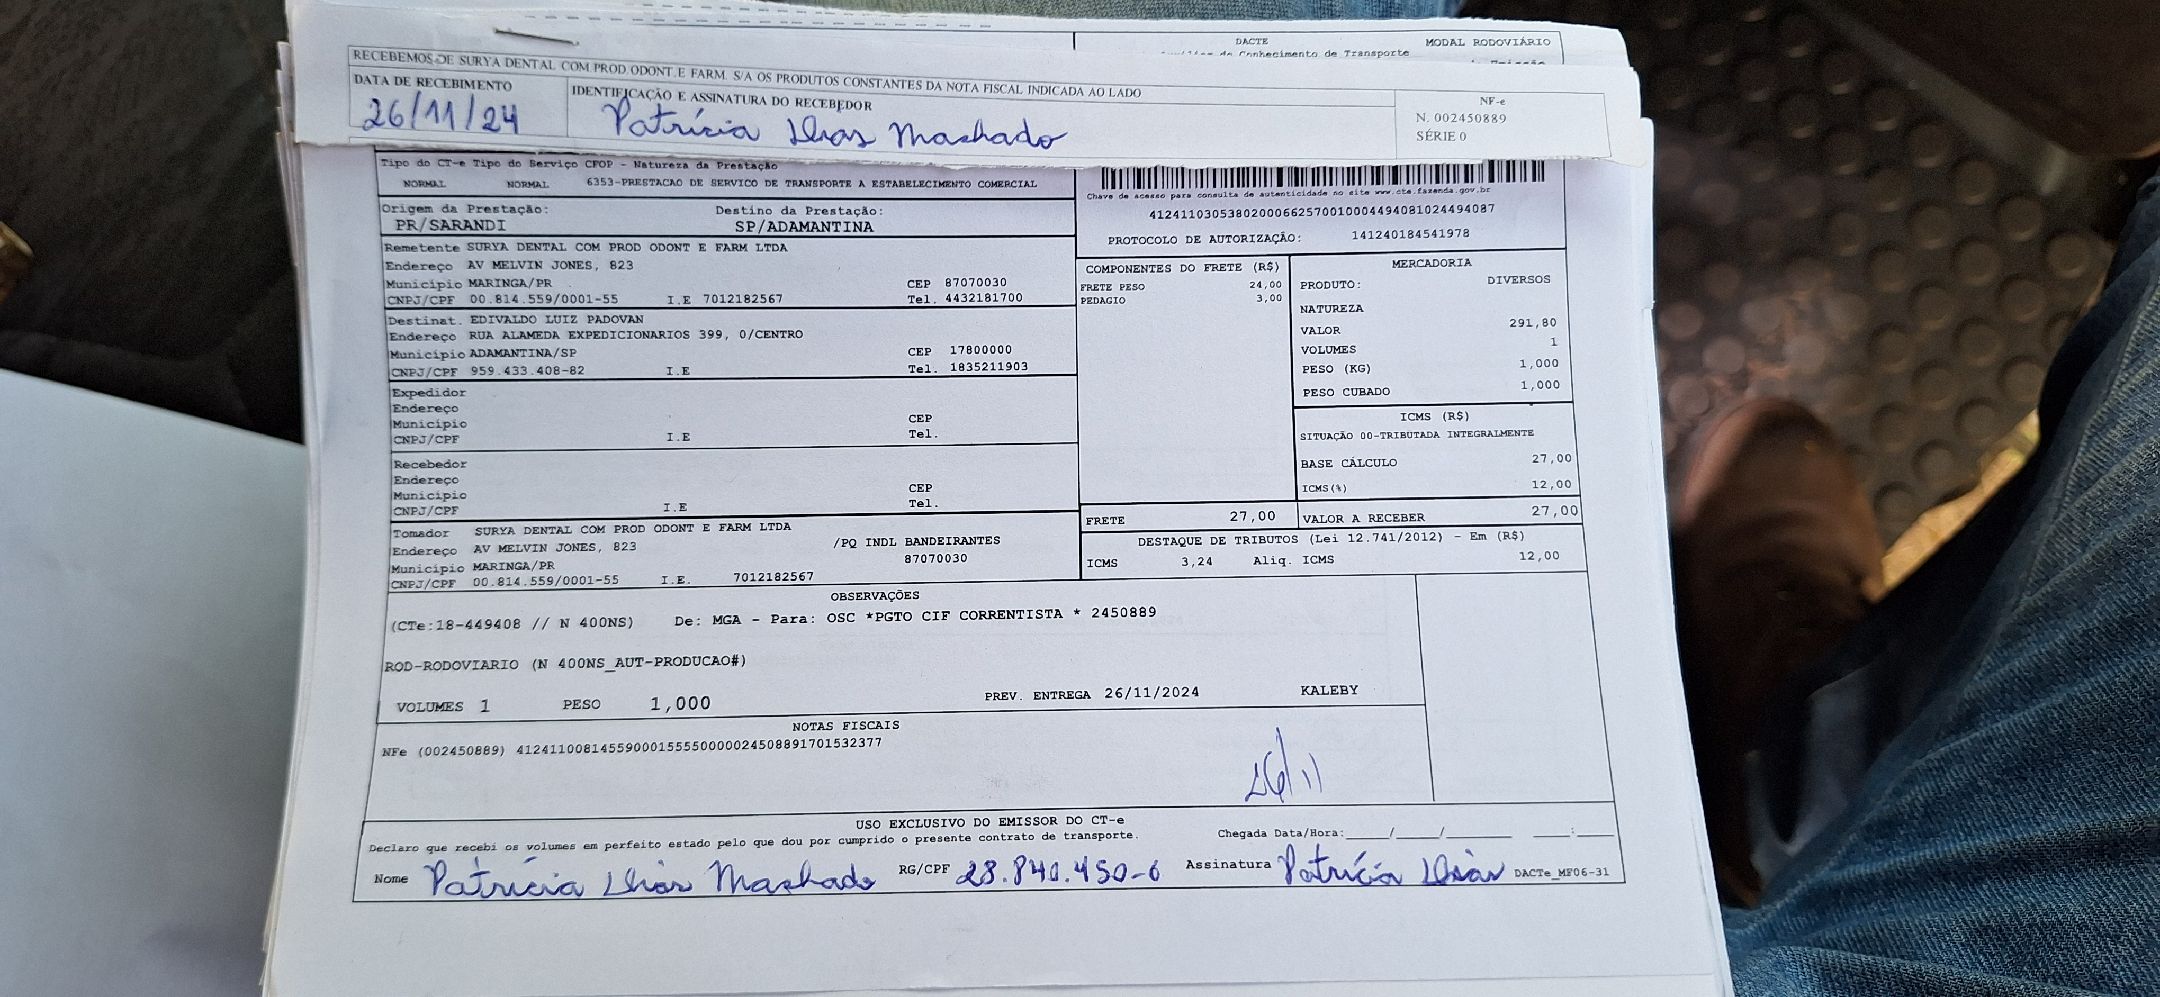 DACTE
MODAL RODOVIÁRIO
de Conhecimento de Transporte
RECEBEMOS DE SURYA DENTAL COM PROD.ODONT.E FARM. S/A OS PRODUTOS CONSTANTES DA NOTA FISCAL INDICADA AO LADO
DATA DE RECEBIMENTO
26/11/24
IDENTIFICAÇÃO E ASSINATURA DO RECEBEDOR
Patrícia Dias Machado
NF-e
N. 002450889
SÉRIE 0
Tipo do CT-e Tipo do Serviço CFOP - Natureza da Prestação
NORMAL NORMAL 6353-PRESTACAO DE SERVICO DE TRANSPORTE A ESTABELECIMENTO COMERCIAL
Chave de acesso para consulta de autenticidade no site www.cte.fazenda.gov.br
41241103053802000662570010004494081024494087
PROTOCOLO DE AUTORIZAÇÃO: 141240184541978
Origem da Prestação: Destino da Prestação:
PR/SARANDI SP/ADAMANTINA
Remetente SURYA DENTAL COM PROD ODONT E FARM LTDA
Endereço AV MELVIN JONES, 823
Município MARINGA/PR CEP 87070030
CNPJ/CPF 00.814.559/0001-55 I.E 7012182567 Tel. 4432181700
Destinat. EDIVALDO LUIZ PADOVAN
Endereço RUA ALAMEDA EXPEDICIONARIOS 399, 0/CENTRO
Município ADAMANTINA/SP CEP 17800000
CNPJ/CPF 959.433.408-82 I.E Tel. 1835211903
Expedidor
Endereço
Município CEP
CNPJ/CPF I.E Tel.
Recebedor
Endereço
Município CEP
CNPJ/CPF I.E Tel.
Tomador SURYA DENTAL COM PROD ODONT E FARM LTDA
Endereço AV MELVIN JONES, 823 /PQ INDL BANDEIRANTES
Município MARINGA/PR 87070030
CNPJ/CPF 00.814.559/0001-55 I.E. 7012182567
COMPONENTES DO FRETE (R$)
FRETE PESO 24,00
PEDAGIO 3,00
MERCADORIA
PRODUTO: DIVERSOS
NATUREZA
VALOR 291,80
VOLUMES 1
PESO (KG) 1,000
PESO CUBADO 1,000
ICMS (R$)
SITUAÇÃO 00-TRIBUTADA INTEGRALMENTE
BASE CÁLCULO 27,00
ICMS(%) 12,00
FRETE 27,00 VALOR A RECEBER 27,00
DESTAQUE DE TRIBUTOS (Lei 12.741/2012) - Em (R$)
ICMS 3,24 Aliq. ICMS 12,00
OBSERVAÇÕES
(CTe:18-449408 // N 400NS) De: MGA - Para: OSC *PGTO CIF CORRENTISTA * 2450889
ROD-RODOVIARIO (N 400NS_AUT-PRODUCAO#)
VOLUMES 1 PESO 1,000 PREV. ENTREGA 26/11/2024 KALEBY
NOTAS FISCAIS
NFe (002450889) 41241100814559000155550000024508891701532377
26/11
USO EXCLUSIVO DO EMISSOR DO CT-e
Declaro que recebi os volumes em perfeito estado pelo que dou por cumprido o presente contrato de transporte. Chegada Data/Hora:_____/_____/________ ____:____
Nome Patrícia Dias Machado RG/CPF 23.840.450-6 Assinatura Patrícia Dias DACTe_MF06-31